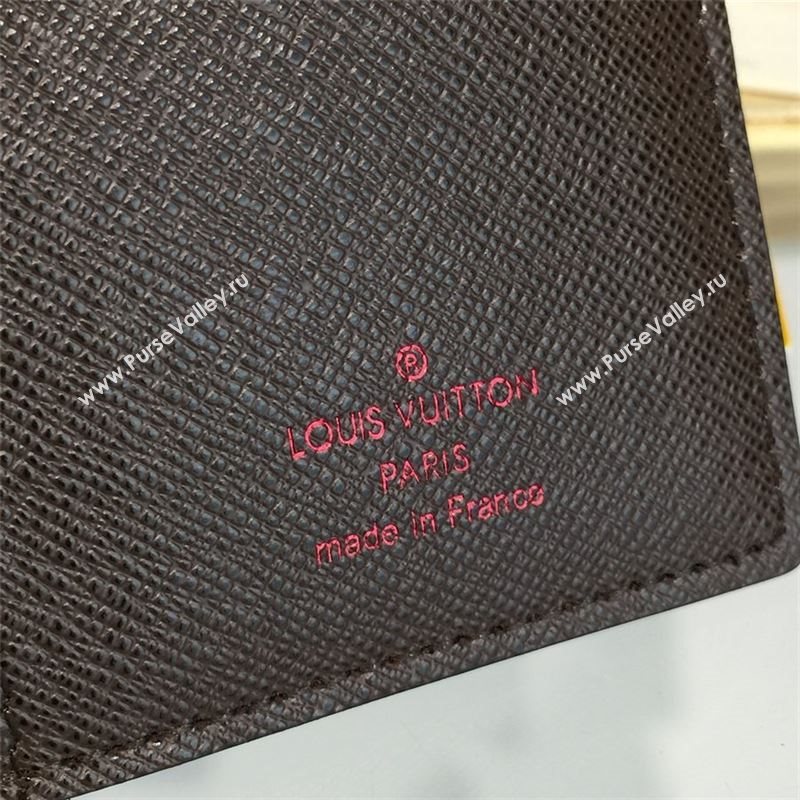 www.PurseValley.ru
www.PurseValley.ru
LOUIS VUITTON
PARIS
made in France